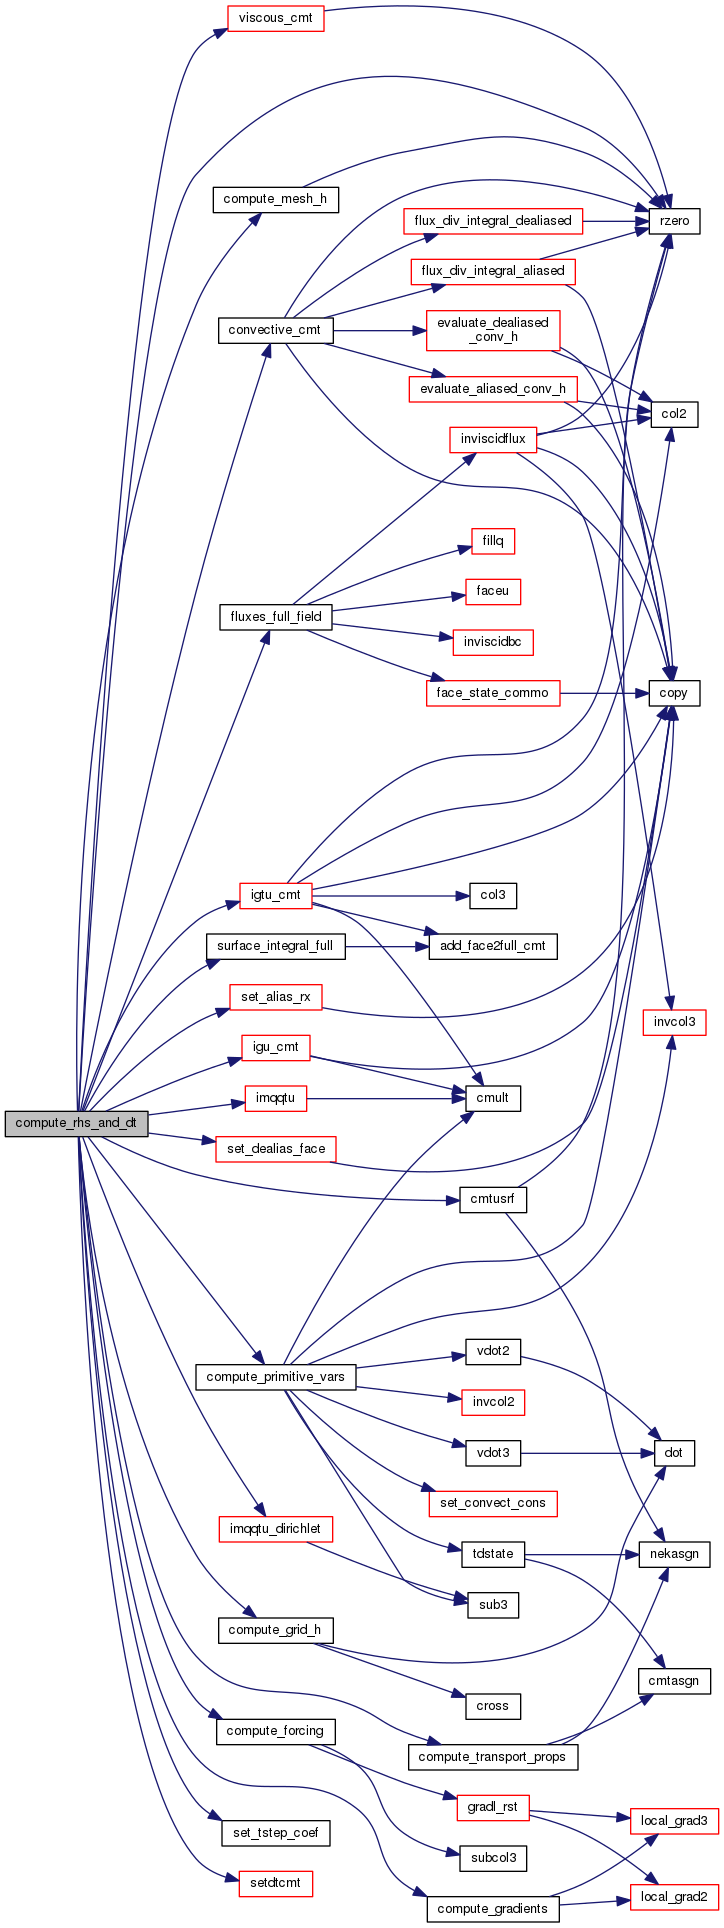 viscous_cmt
compute_mesh_h
rzero
flux_div_integral_dealiased
flux_div_integral_aliased
convective_cmt
evaluate_dealiased
_conv_h
evaluate_aliased_conv_h
col2
inviscidflux
fillq
faceu
fluxes_full_field
inviscidbc
face_state_commo
copy
igtu_cmt
col3
surface_integral_full
add_face2full_cmt
set_alias_rx
invcol3
igu_cmt
imqqtu
cmult
compute_rhs_and_dt
set_dealias_face
cmtusrf
vdot2
compute_primitive_vars
invcol2
vdot3
dot
set_convect_cons
imqqtu_dirichlet
tdstate
nekasgn
sub3
compute_grid_h
cmtasgn
cross
compute_forcing
compute_transport_props
gradl_rst
local_grad3
set_tstep_coef
subcol3
setdtcmt
local_grad2
compute_gradients